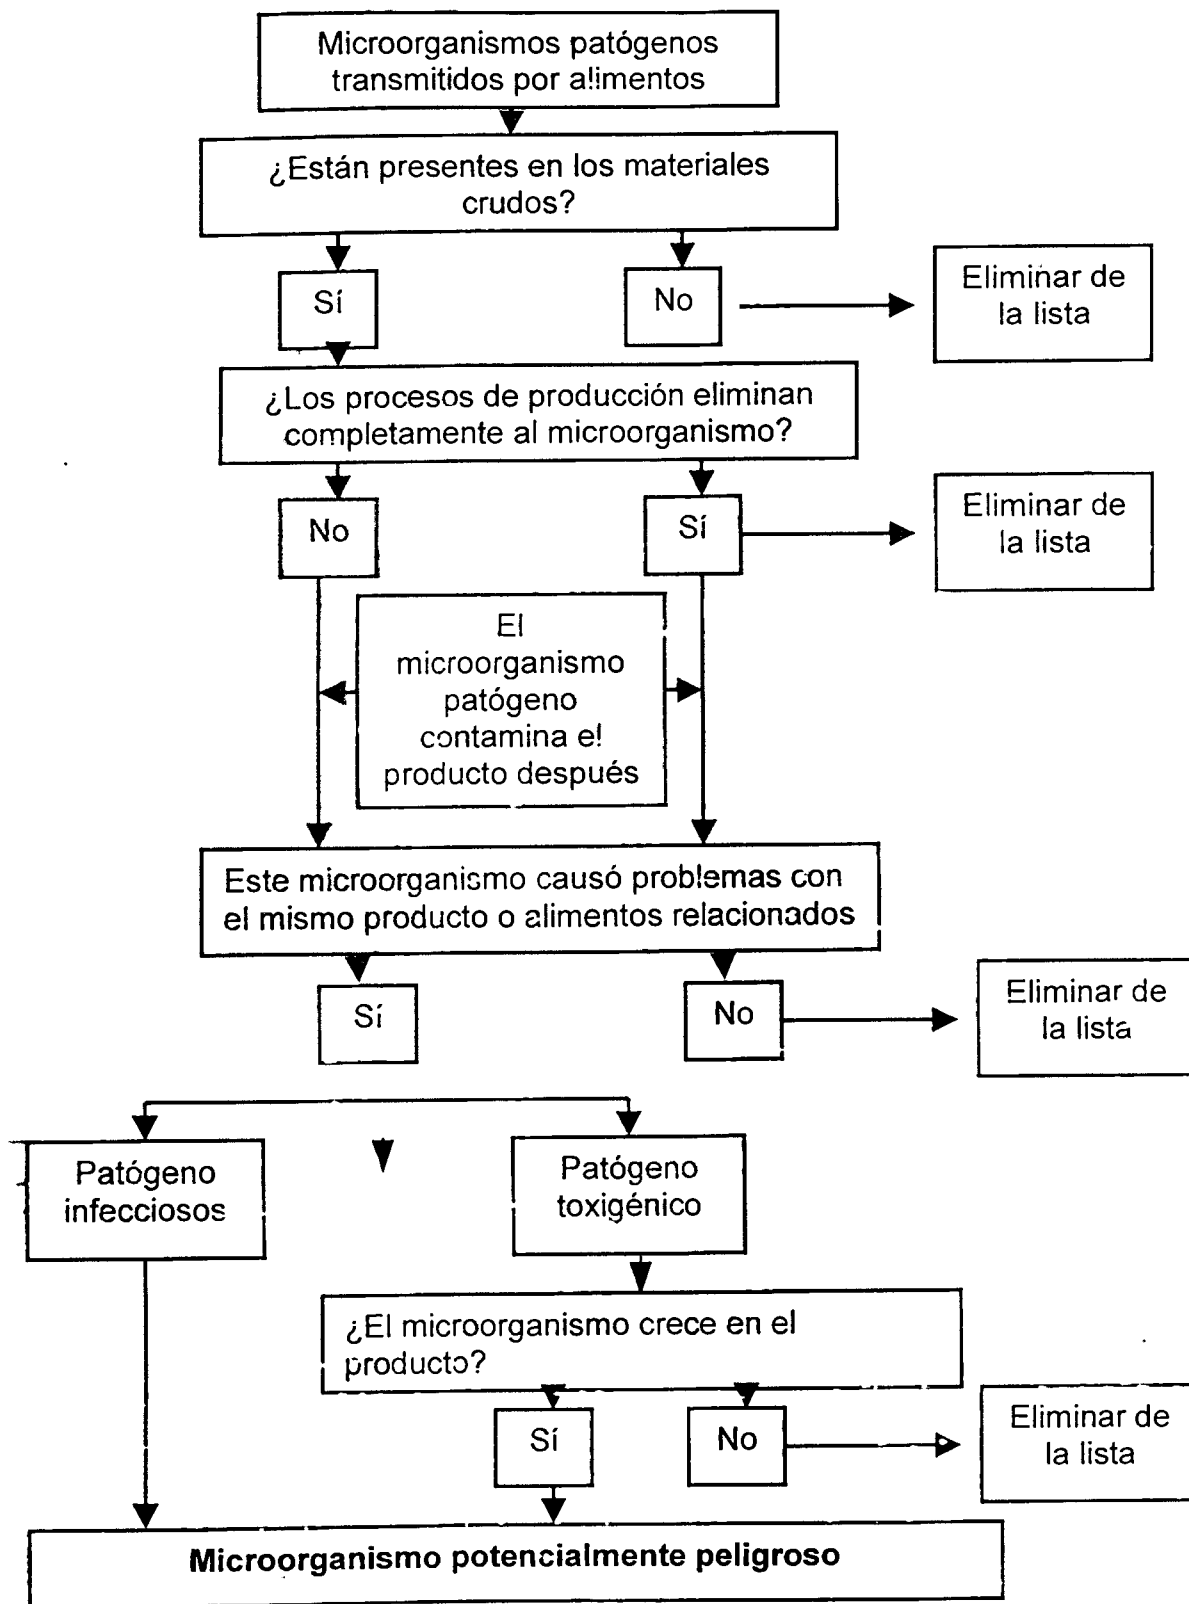 Microorganismos patógenos
transmitidos por alimentos
¿Están presentes en los materiales
crudos?
Sí
No
Eliminar de
la lista
¿Los procesos de producción eliminan
completamente al microorganismo?
No
Sí
Eliminar de
la lista
El
microorganismo
patógeno
contamina el
producto después
Este microorganismo causó problemas con
el mismo producto o alimentos relacionados
Sí
No
Eliminar de
la lista
Patógeno
infecciosos
Patógeno
toxigénico
¿El microorganismo crece en el
producto?
Sí
No
Eliminar de
la lista
Microorganismo potencialmente peligroso